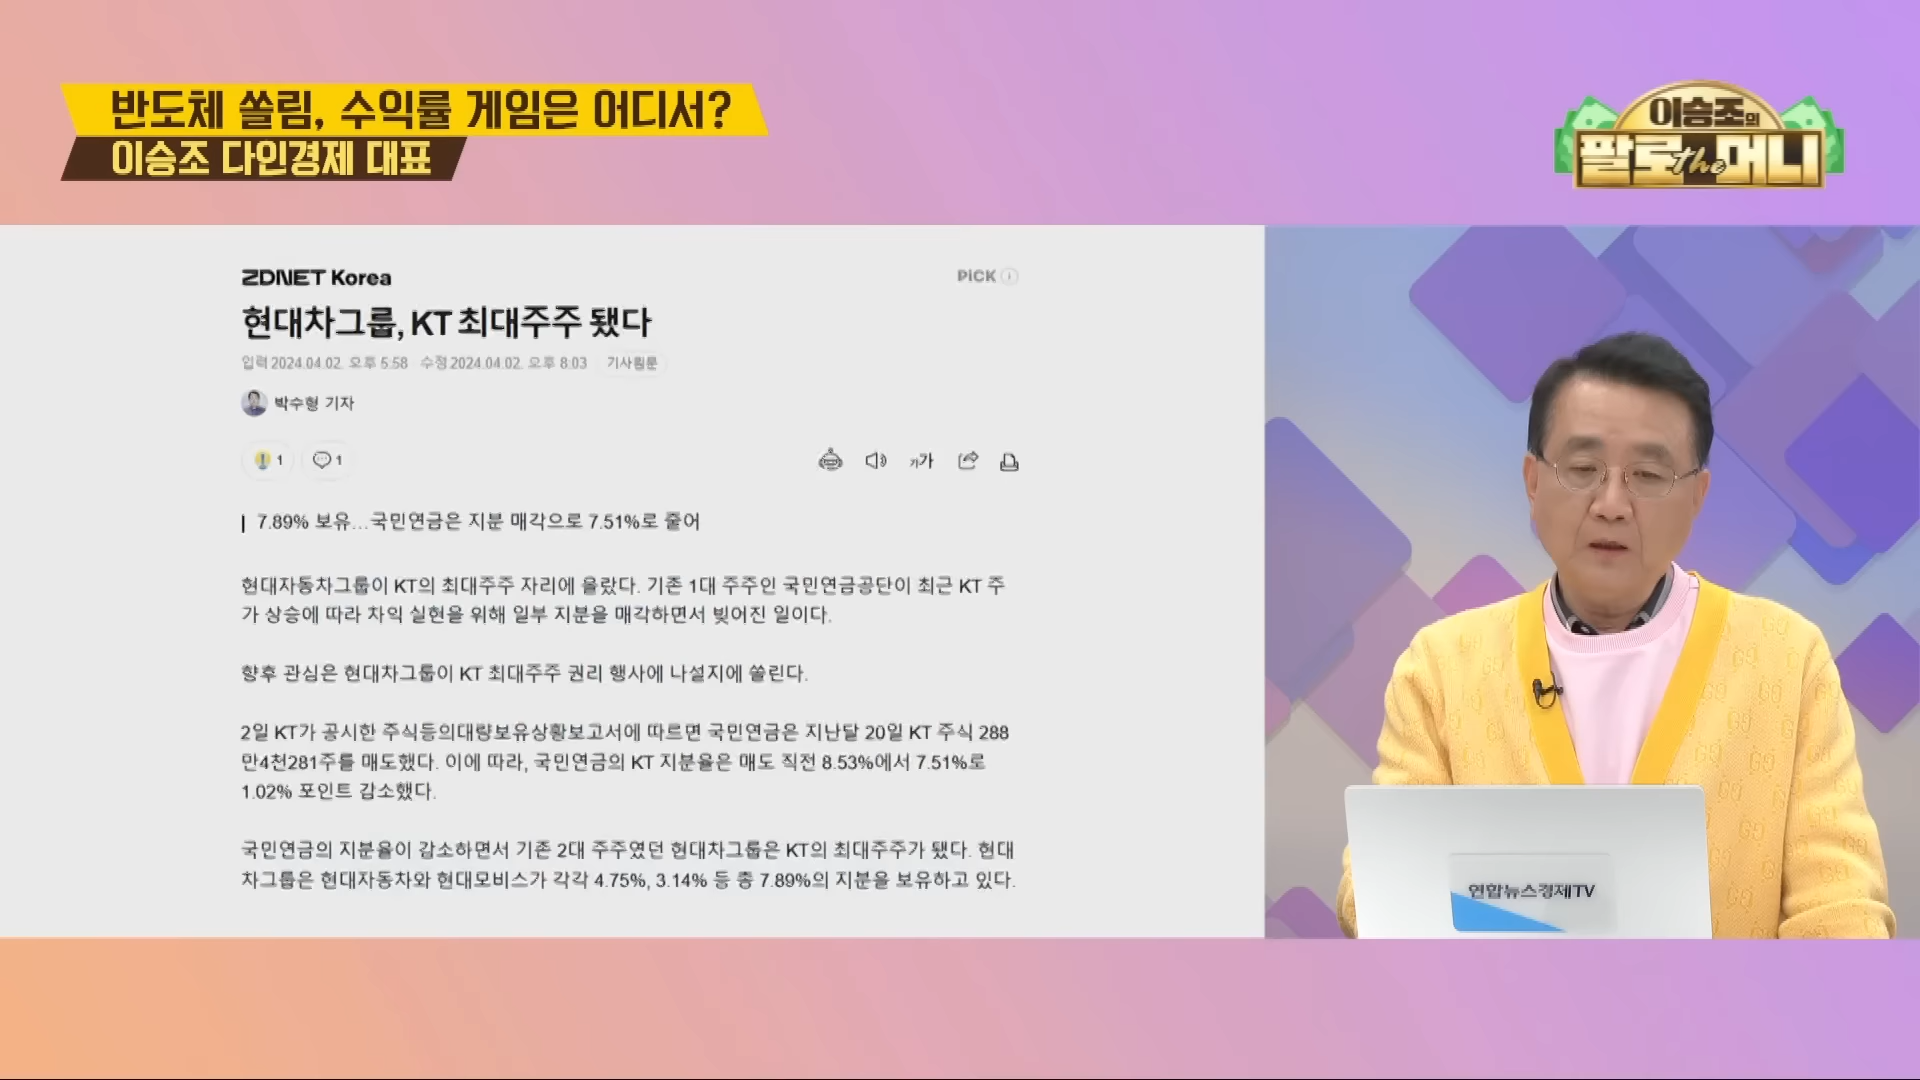 반도체 쏠림, 수익률 게임은 어디서?
이승조 다인경제 대표
이승조의
팔로the머니
ZDNET Korea
PiCK
현대차그룹, KT 최대주주 됐다
입력 2024.04.02. 오후 5:58 수정 2024.04.02. 오후 8:03 기사원문
박수형 기자
1 1
가가
7.89% 보유…국민연금은 지분 매각으로 7.51%로 줄어
현대자동차그룹이 KT의 최대주주 자리에 올랐다. 기존 1대 주주인 국민연금공단이 최근 KT 주
가 상승에 따라 차익 실현을 위해 일부 지분을 매각하면서 빚어진 일이다.
향후 관심은 현대차그룹이 KT 최대주주 권리 행사에 나설지에 쏠린다.
2일 KT가 공시한 주식등의대량보유상황보고서에 따르면 국민연금은 지난달 20일 KT 주식 288
만4천281주를 매도했다. 이에 따라, 국민연금의 KT 지분율은 매도 직전 8.53%에서 7.51%로
1.02% 포인트 감소했다.
국민연금의 지분율이 감소하면서 기존 2대 주주였던 현대차그룹은 KT의 최대주주가 됐다. 현대
차그룹은 현대자동차와 현대모비스가 각각 4.75%, 3.14% 등 총 7.89%의 지분을 보유하고 있다.
연합뉴스경제TV